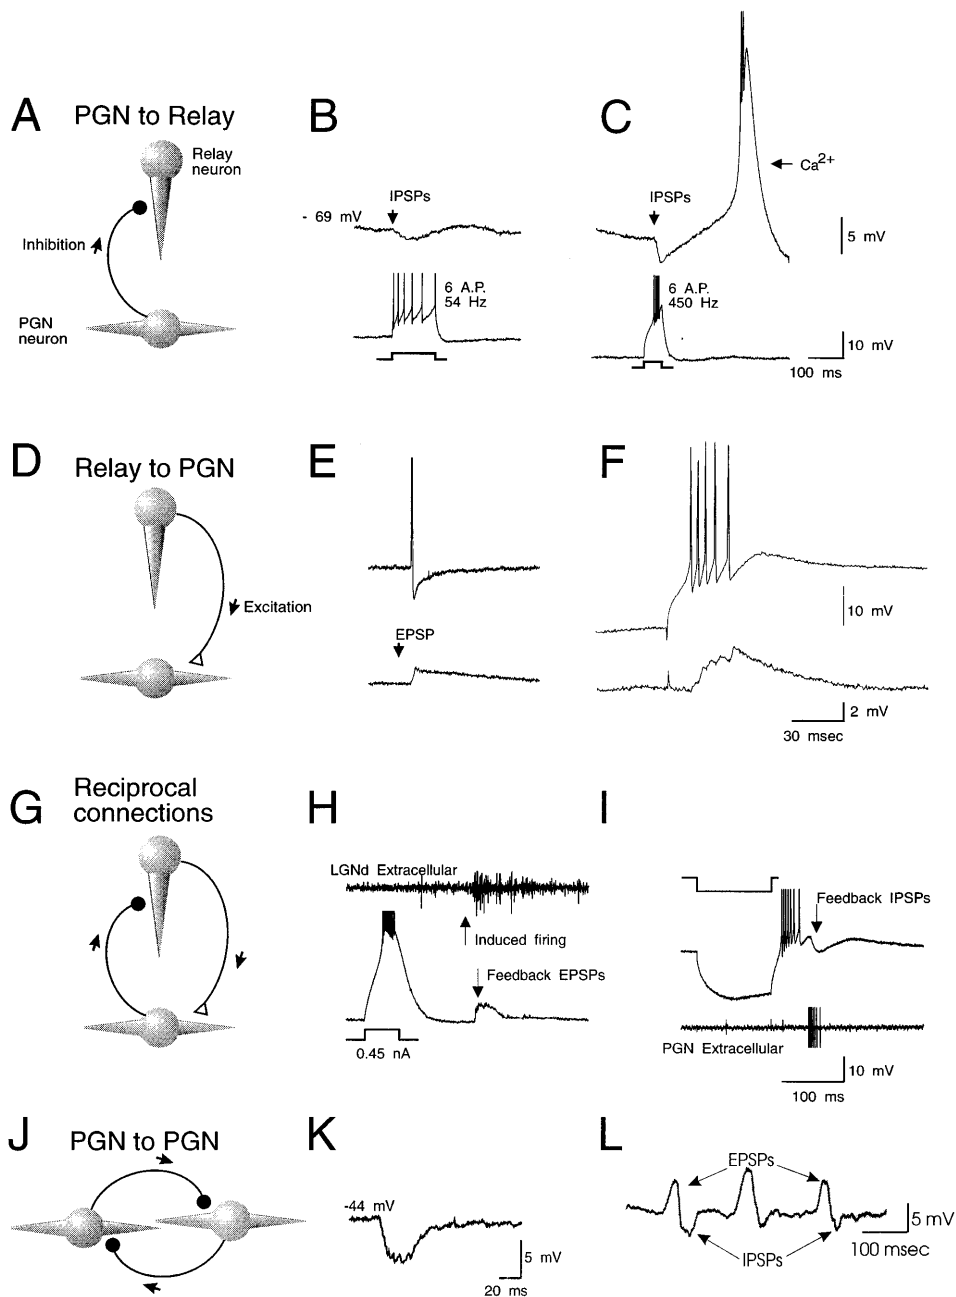 A
PGN to Relay
Relay
neuron
Inhibition
PGN
neuron
B
IPSPs
- 69 mV
6 A.P.
54 Hz
C
Ca2+
IPSPs
5 mV
6 A.P.
450 Hz
10 mV
100 ms
D
Relay to PGN
Excitation
E
EPSP
F
10 mV
2 mV
30 msec
G
Reciprocal
connections
H
LGNd Extracellular
Induced firing
Feedback EPSPs
0.45 nA
I
Feedback IPSPs
PGN Extracellular
10 mV
100 ms
J
PGN to PGN
K
-44 mV
5 mV
20 ms
L
EPSPs
5 mV
100 msec
IPSPs